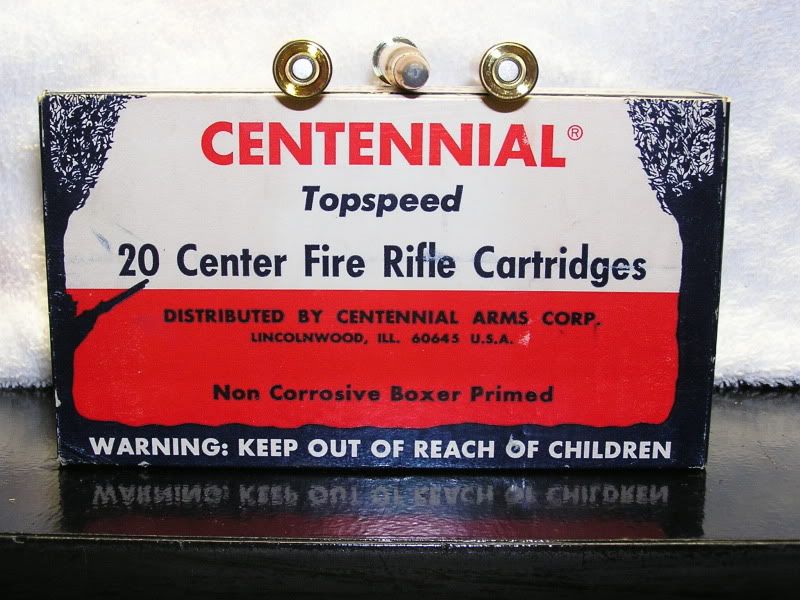 CENTENNIAL®
Topspeed
20 Center Fire Rifle Cartridges
DISTRIBUTED BY CENTENNIAL ARMS CORP.
LINCOLNWOOD, ILL. 60645 U.S.A.
Non Corrosive Boxer Primed
WARNING: KEEP OUT OF REACH OF CHILDREN